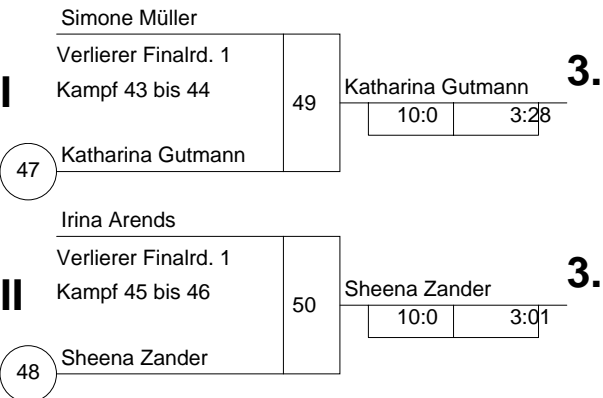 Simone Müller
Verlierer Finalrd. 1
I Kampf 43 bis 44
49
Katharina Gutmann 3.
10:0 3:28
47 Katharina Gutmann
Irina Arends
Verlierer Finalrd. 1
II Kampf 45 bis 46
50
Sheena Zander 3.
10:0 3:01
48 Sheena Zander